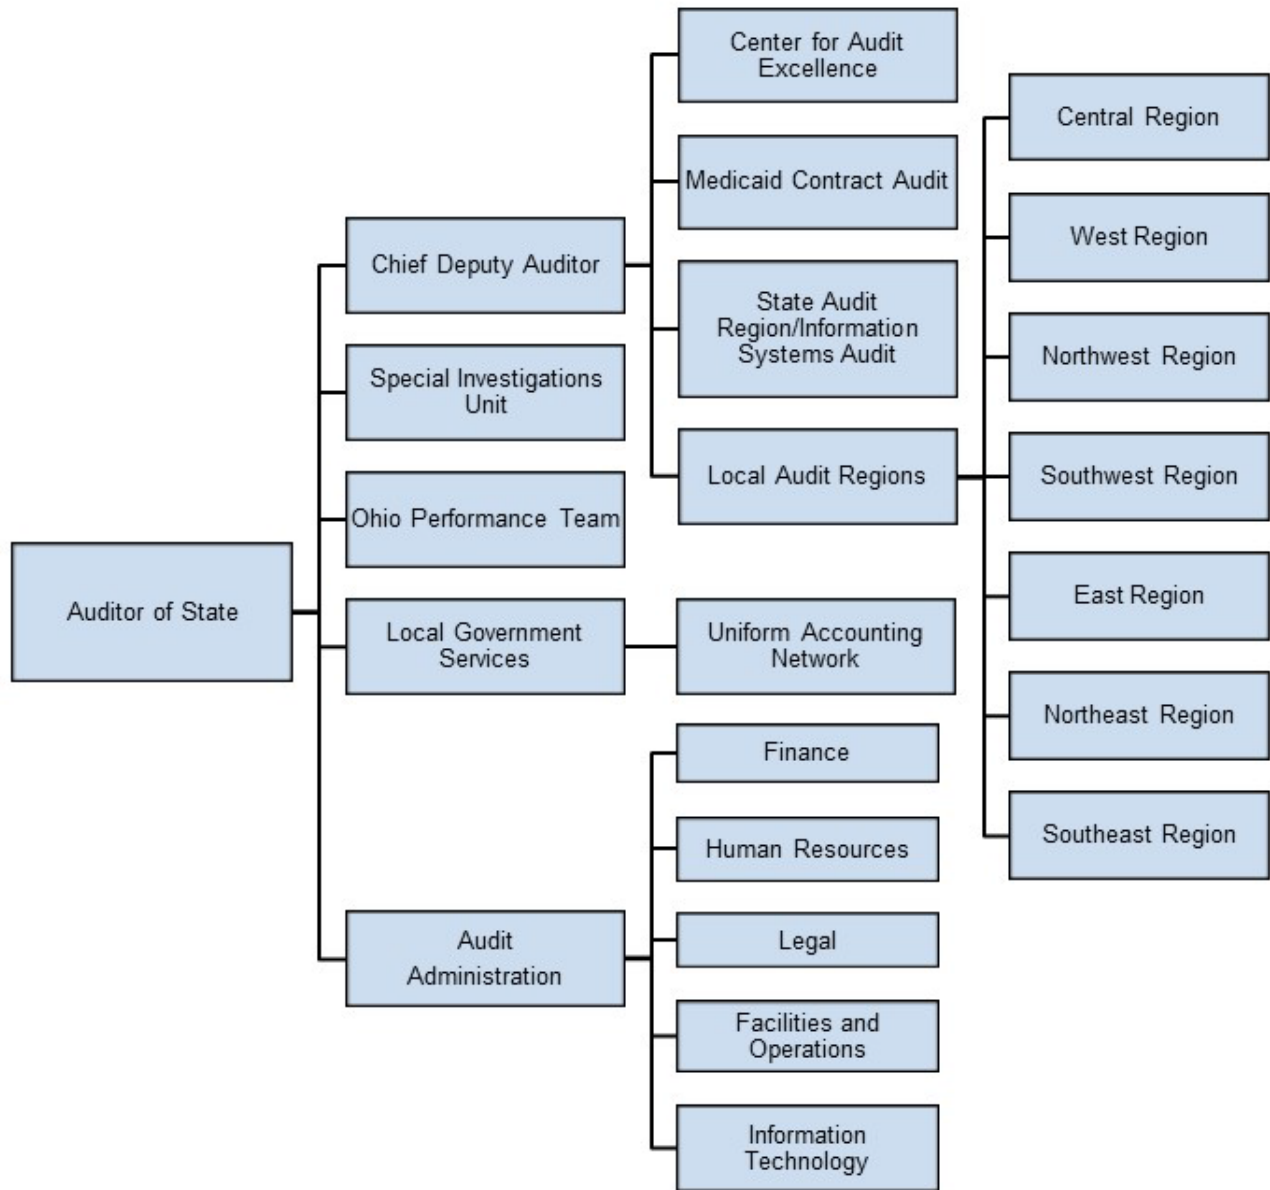 Auditor of State
Chief Deputy Auditor
Special Investigations
Unit
Ohio Performance Team
Local Government
Services
Audit
Administration
Center for Audit
Excellence
Medicaid Contract Audit
State Audit
Region/Information
Systems Audit
Local Audit Regions
Uniform Accounting
Network
Finance
Human Resources
Legal
Facilities and
Operations
Information
Technology
Central Region
West Region
Northwest Region
Southwest Region
East Region
Northeast Region
Southeast Region